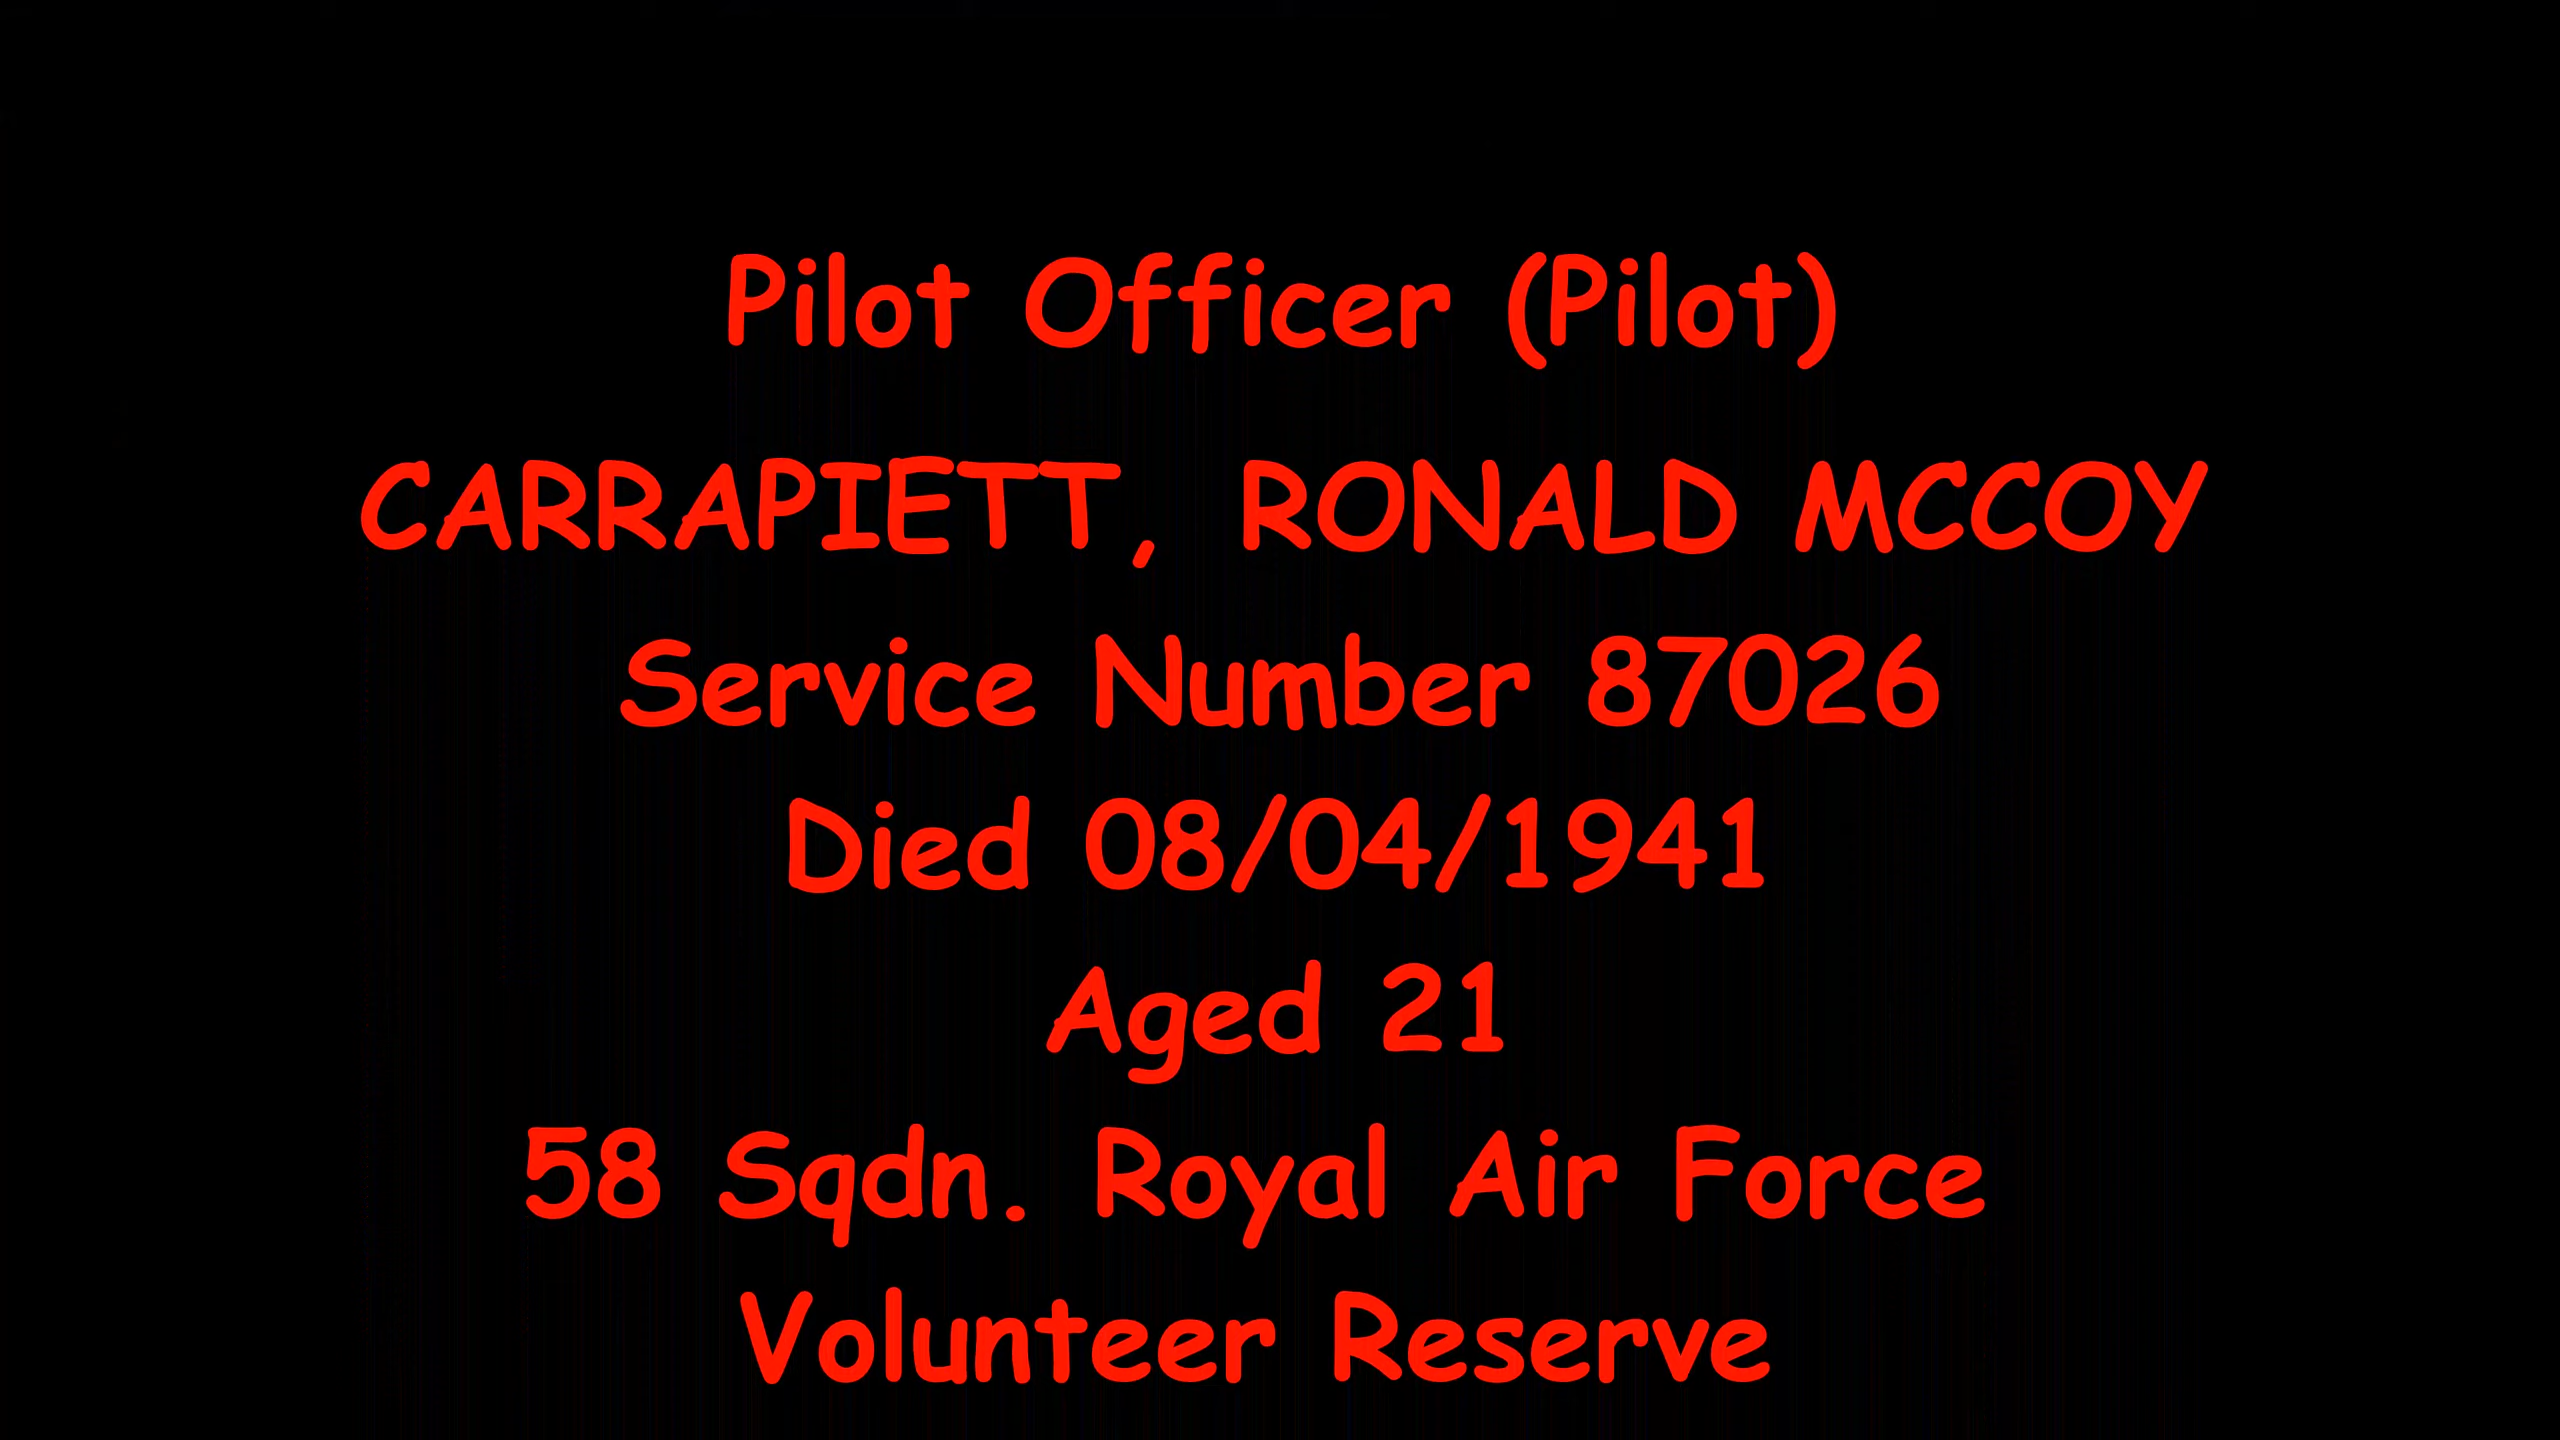 Pilot Officer (Pilot)
CARRAPIETT, RONALD MCCOY
Service Number 87026
Died 08/04/1941
Aged 21
58 Sqdn. Royal Air Force
Volunteer Reserve